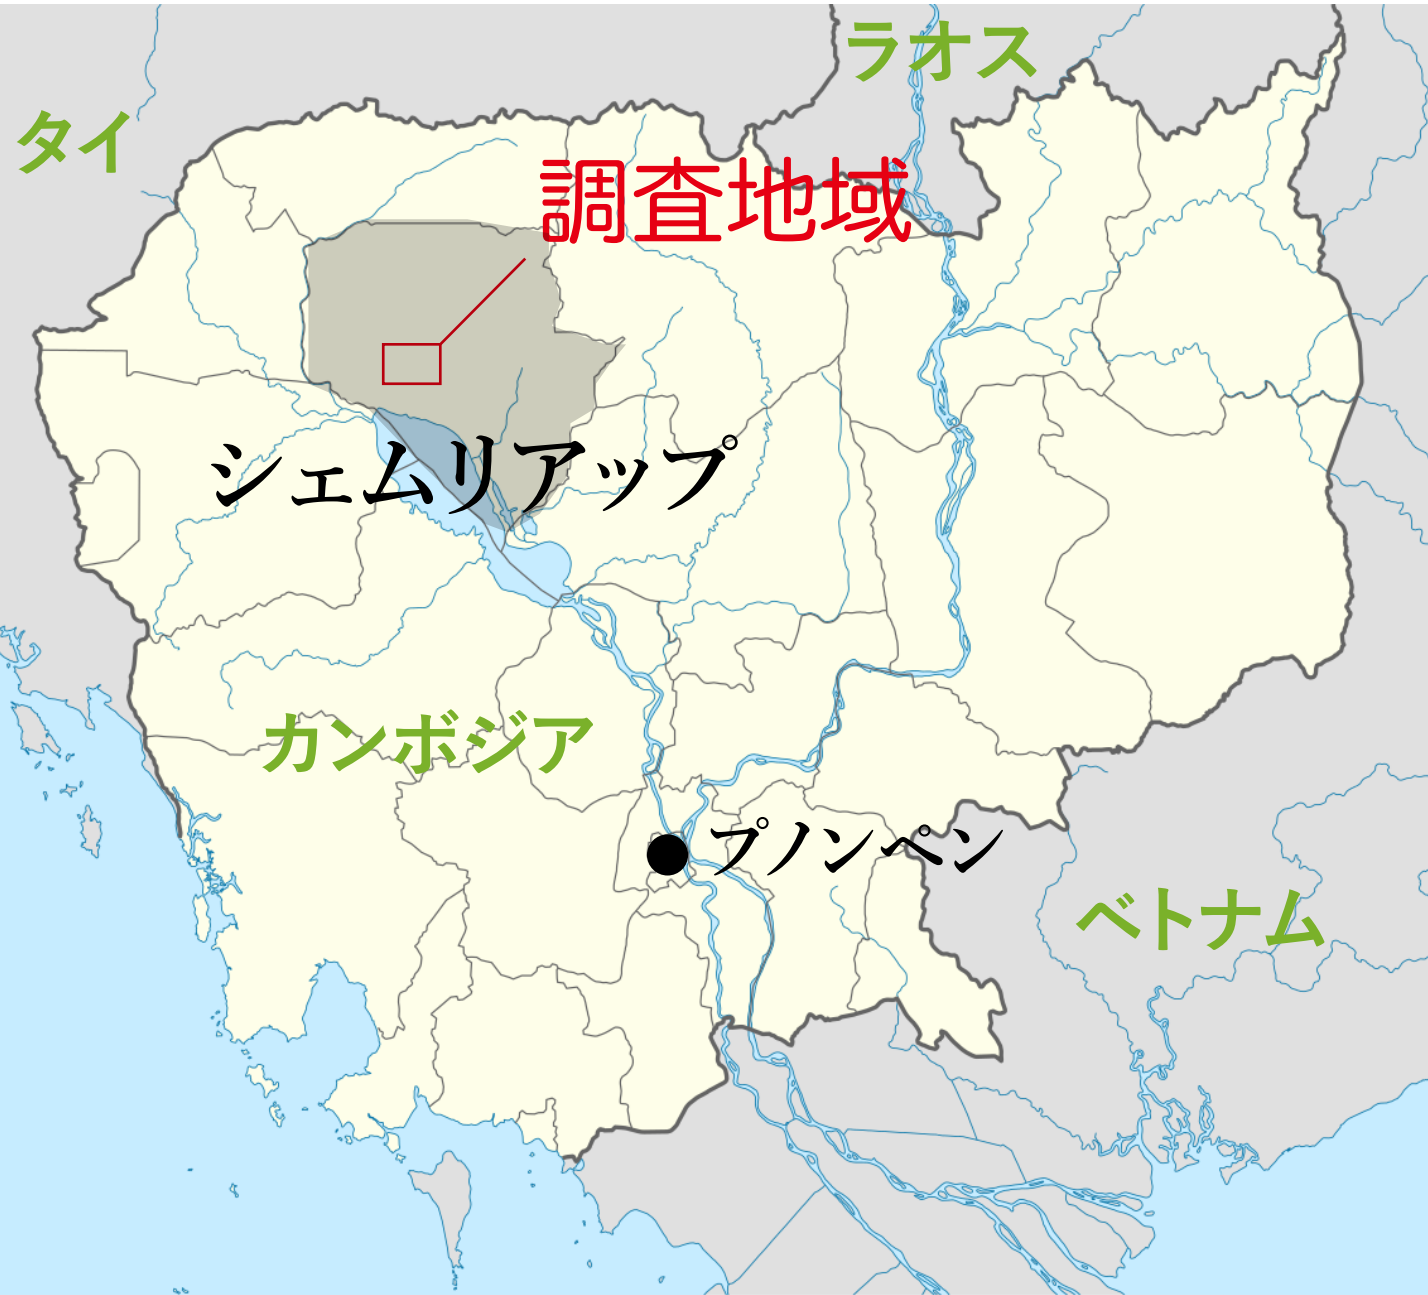 ラオス
タイ
調査地域
シェムリアップ
カンボジア
プノンペン
ベトナム